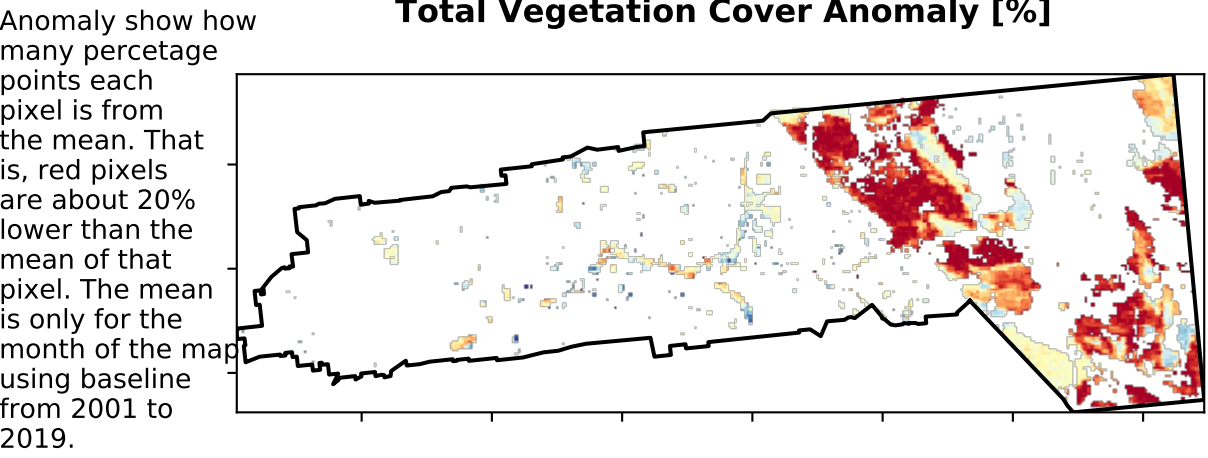 Total Vegetation Cover Anomaly [%]
Anomaly show how
many percetage
points each
pixel is from
the mean. That
is, red pixels
are about 20%
lower than the
mean of that
pixel. The mean
is only for the
month of the map
using baseline
from 2001 to
2019.